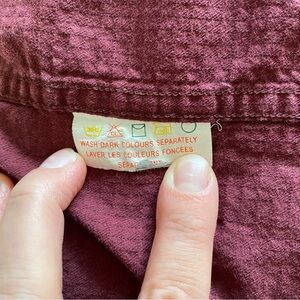 WASH DARK COLOURS SEPARATELY
LAVER LES COULEURS FONCEES